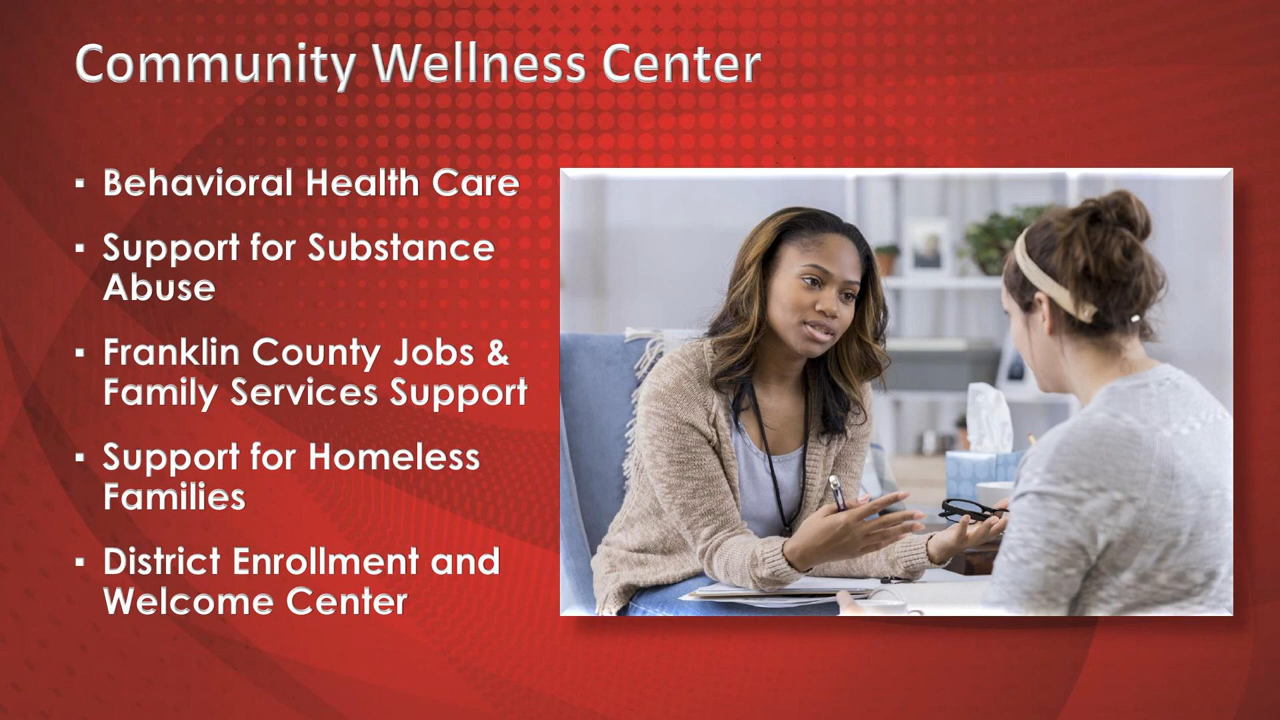 Community Wellness Center
▪ Behavioral Health Care
▪ Support for Substance
Abuse
▪ Franklin County Jobs &
Family Services Support
▪ Support for Homeless
Families
▪ District Enrollment and
Welcome Center